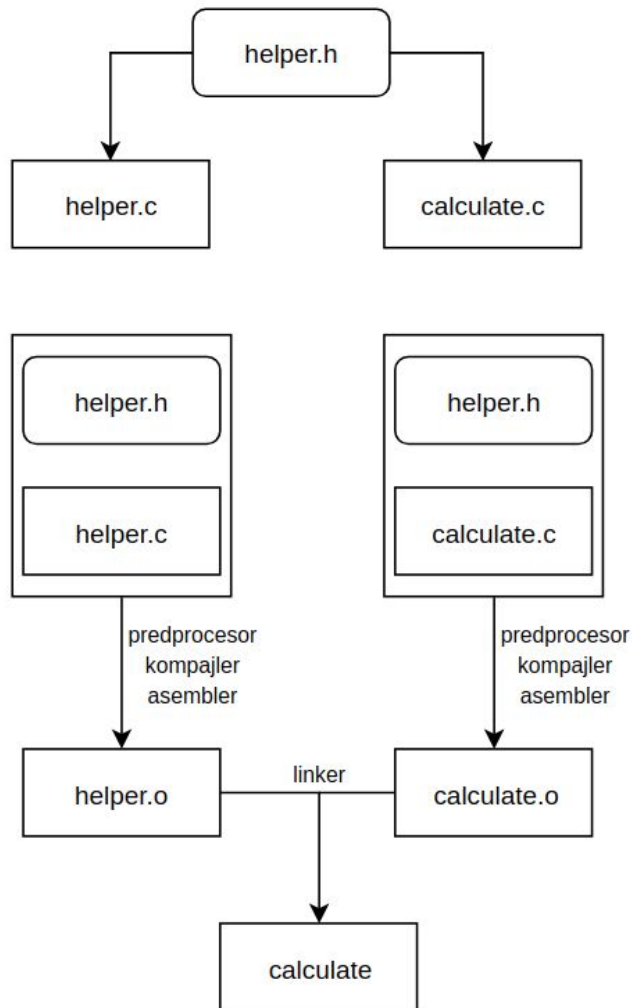 helper.h
helper.c
calculate.c
helper.h
helper.h
helper.c
calculate.c
predprocesor
kompajler
asembler
predprocesor
kompajler
asembler
helper.o
linker
calculate.o
calculate